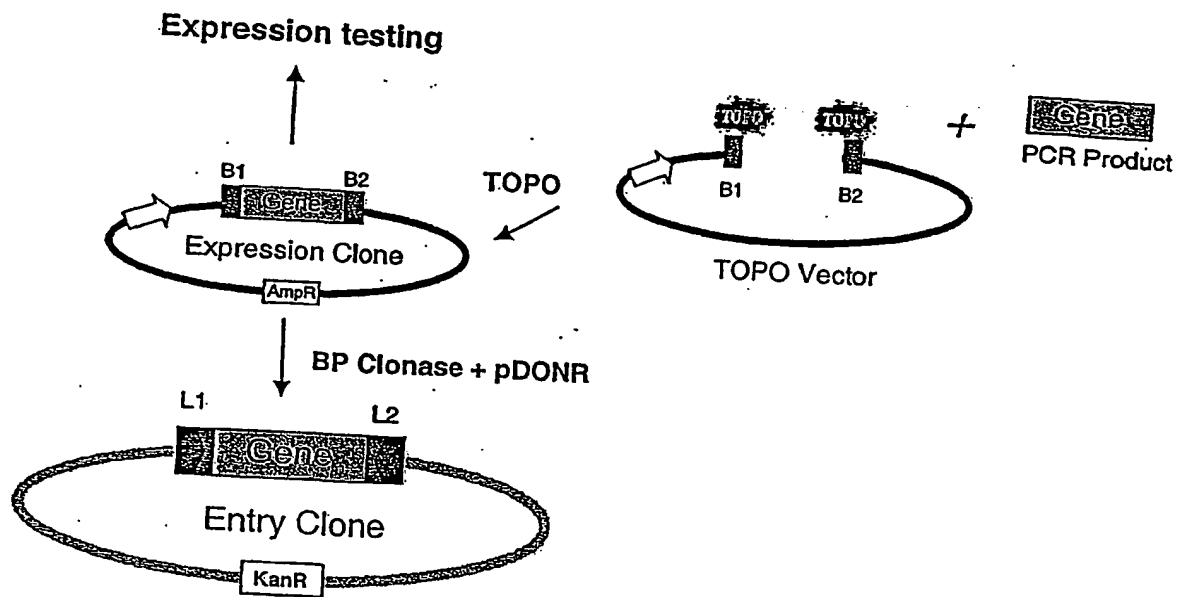 Expression testing
TOPO
TOPO
+
Gene
PCR Product
B1
B2
TOPO Vector
TOPO
B1
B2
Gene
Expression Clone
AmpR
BP Clonase + pDONR
L1
L2
Gene
Entry Clone
KanR